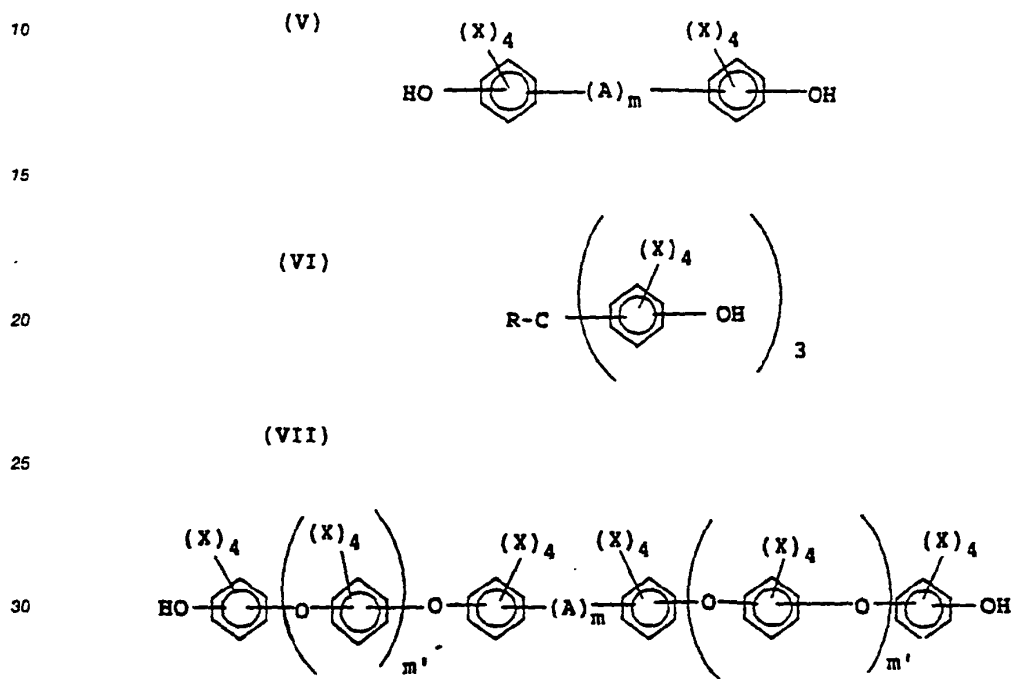 10 (V) (X)4 (X)4
HO (A)m OH
15
(VI) (X)4
20 R-C OH
3
(VII)
25
(X)4 (X)4 (X)4 (X)4 (X)4 (X)4
30 HO O O (A)m O O OH
m' m'